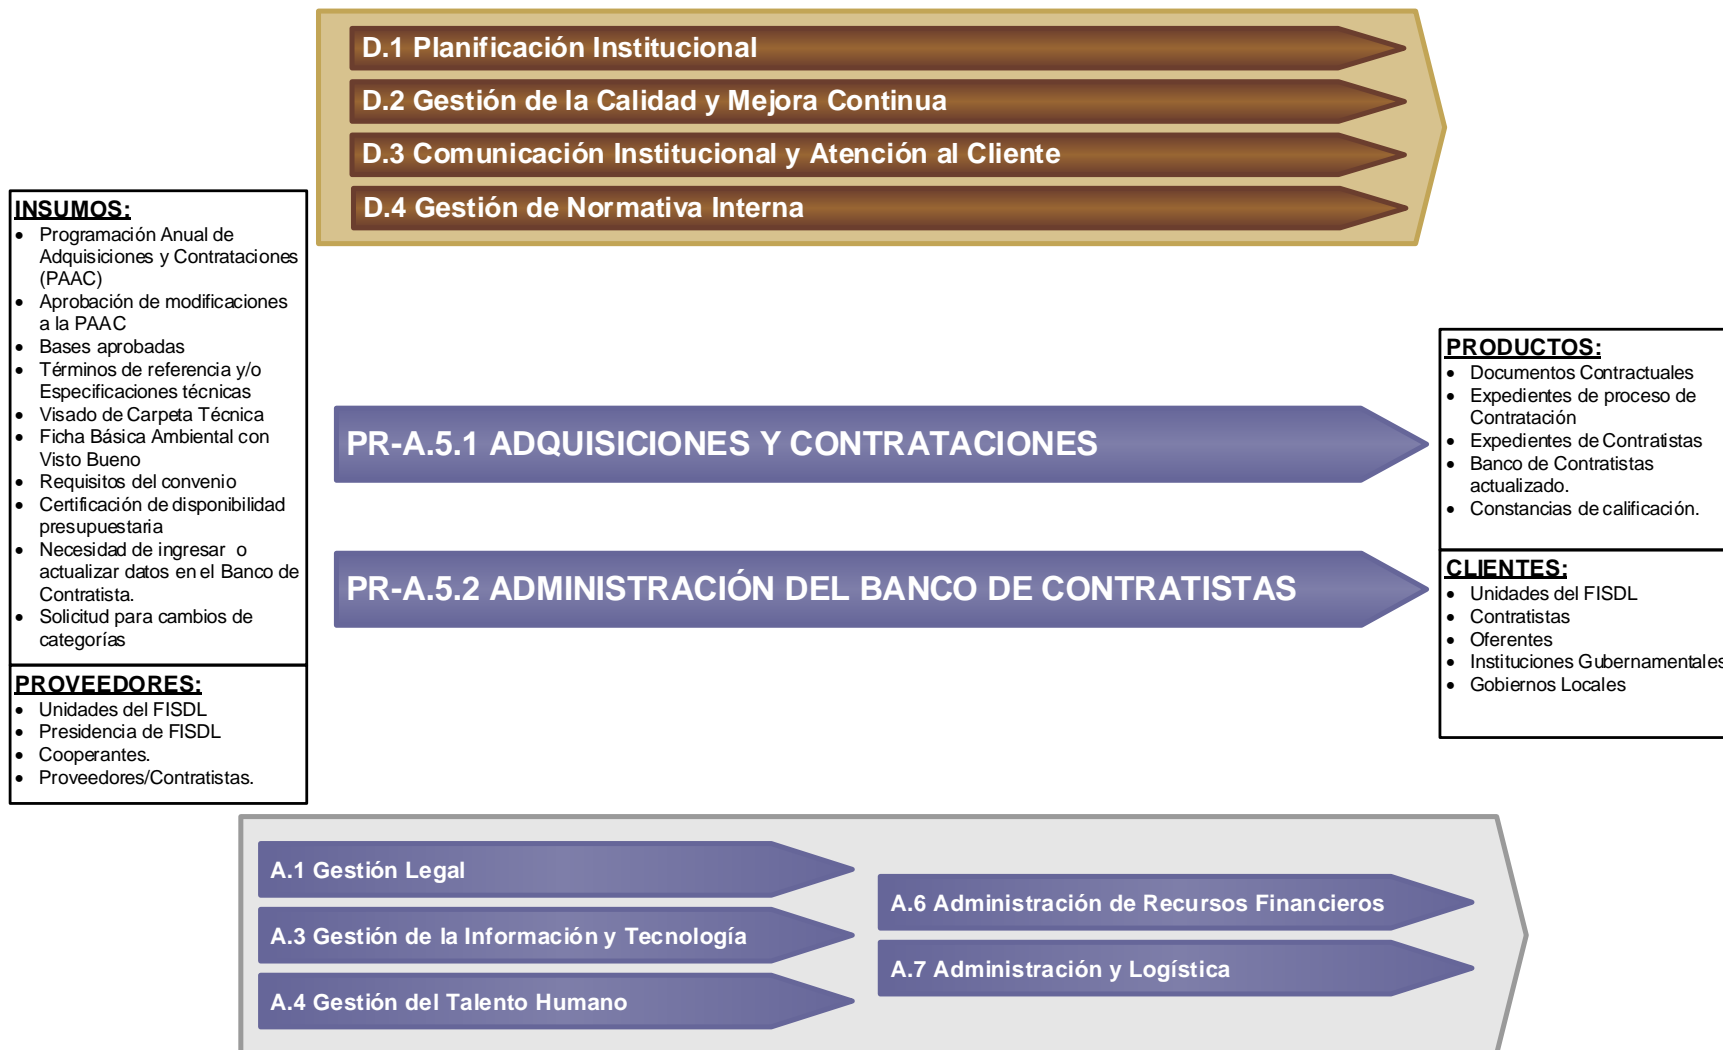 D.1 Planificación Institucional
D.2 Gestión de la Calidad y Mejora Continua
D.3 Comunicación Institucional y Atención al Cliente
D.4 Gestión de Normativa Interna
INSUMOS:
• Programación Anual de
Adquisiciones y Contrataciones
(PAAC)
• Aprobación de modificaciones
a la PAAC
• Bases aprobadas
• Términos de referencia y/o
Especificaciones técnicas
• Visado de Carpeta Técnica
• Ficha Básica Ambiental con
Visto Bueno
• Requisitos del convenio
• Certificación de disponibilidad
presupuestaria
• Necesidad de ingresar o
actualizar datos en el Banco de
Contratista.
• Solicitud para cambios de
categorías
PROVEEDORES:
• Unidades del FISDL
• Presidencia de FISDL
• Cooperantes.
• Proveedores/Contratistas.
PR-A.5.1 ADQUISICIONES Y CONTRATACIONES
PR-A.5.2 ADMINISTRACIÓN DEL BANCO DE CONTRATISTAS
PRODUCTOS:
• Documentos Contractuales
• Expedientes de proceso de
Contratación
• Expedientes de Contratistas
• Banco de Contratistas
actualizado.
• Constancias de calificación.
CLIENTES:
• Unidades del FISDL
• Contratistas
• Oferentes
• Instituciones Gubernamentales
• Gobiernos Locales
A.1 Gestión Legal
A.3 Gestión de la Información y Tecnología
A.4 Gestión del Talento Humano
A.6 Administración de Recursos Financieros
A.7 Administración y Logística